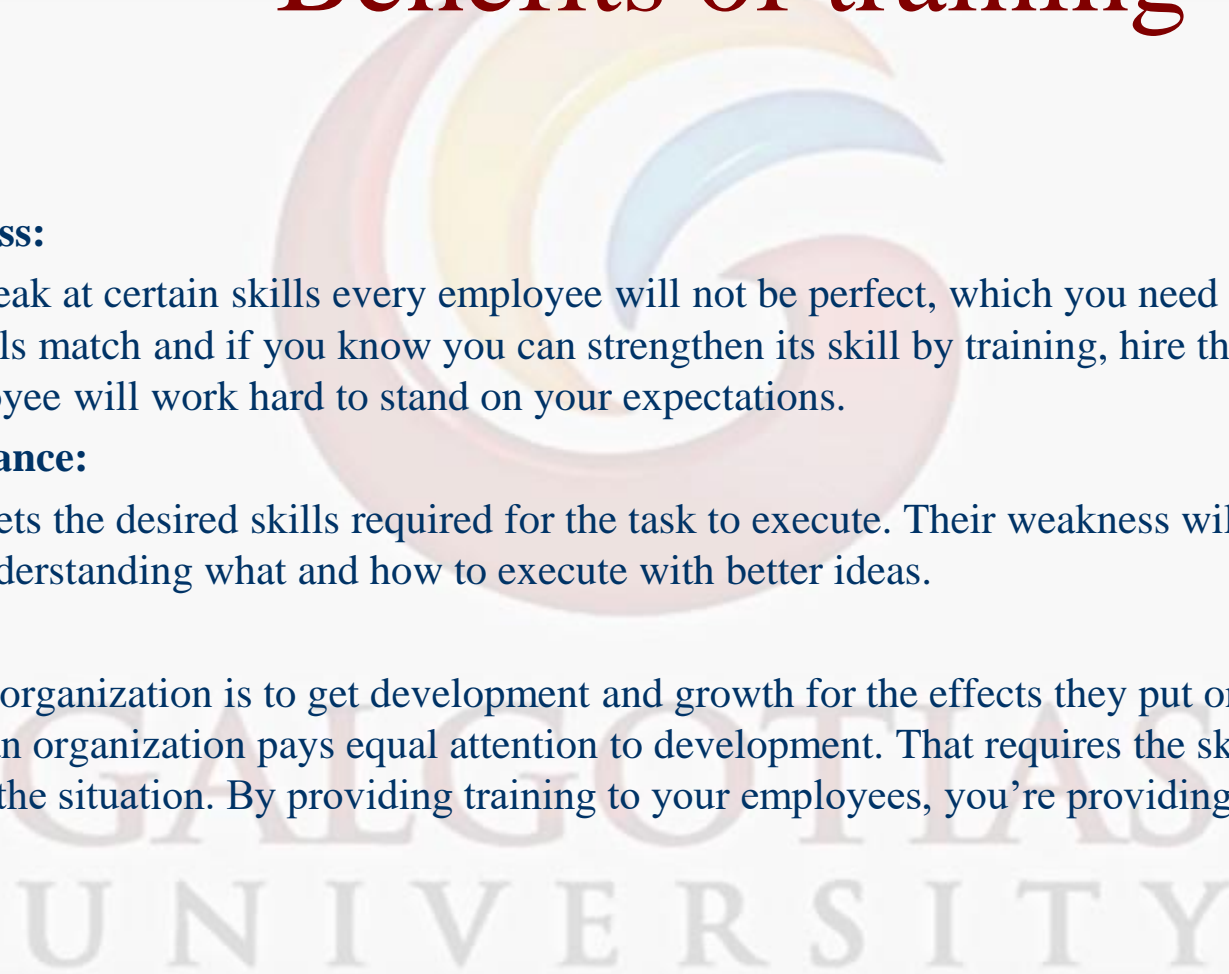 Benefits of training
ss:
eak at certain skills every employee will not be perfect, which you need
ls match and if you know you can strengthen its skill by training, hire th
oyee will work hard to stand on your expectations.
ance:
ets the desired skills required for the task to execute. Their weakness wil
derstanding what and how to execute with better ideas.
organization is to get development and growth for the effects they put or
n organization pays equal attention to development. That requires the sk
the situation. By providing training to your employees, you’re providing
GALGOTIAS
UNIVERSITY